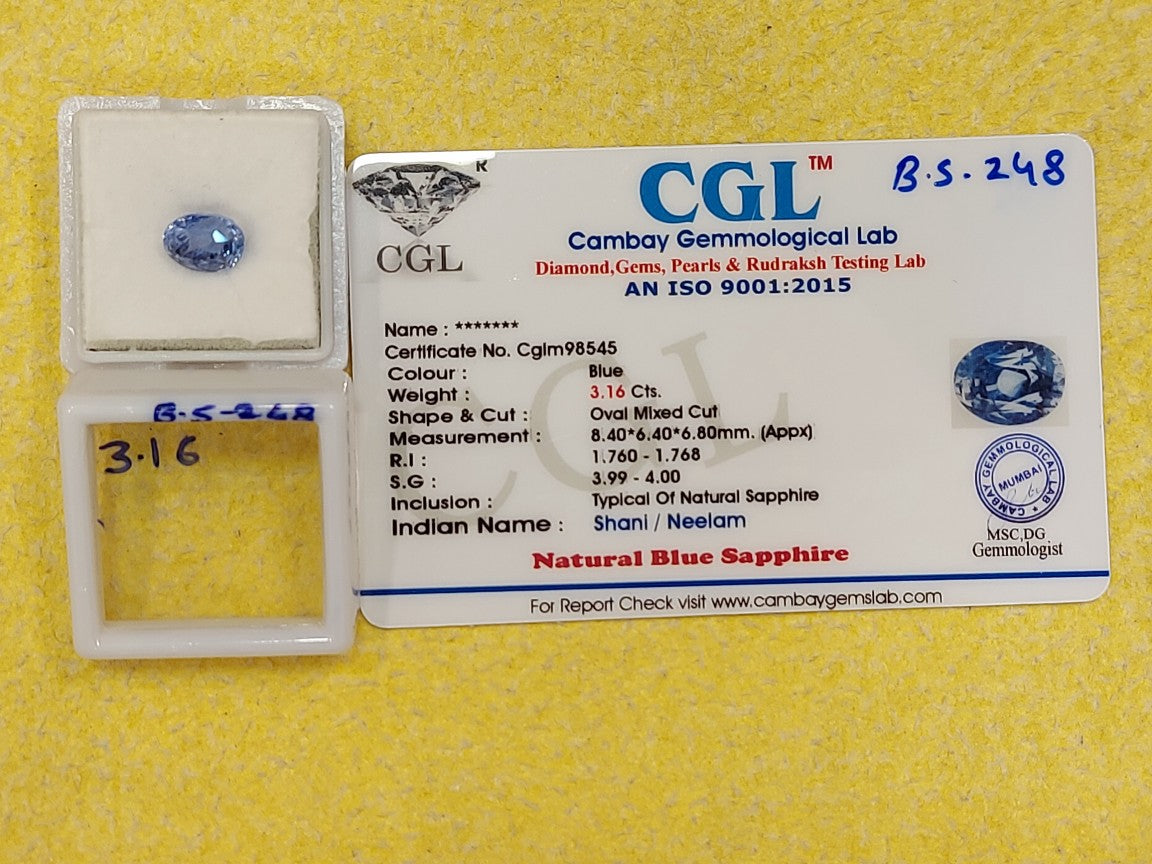 B.S-248
3.16
R
CGL
CGL™
B.S.248
Cambay Gemmological Lab
Diamond,Gems, Pearls & Rudraksh Testing Lab
AN ISO 9001:2015
Name : *******
Certificate No. Cglm98545
Colour : Blue
Weight : 3.16 Cts.
Shape & Cut : Oval Mixed Cut
Measurement : 8.40*6.40*6.80mm. (Appx)
R.I : 1.760 - 1.768
S.G : 3.99 - 4.00
Inclusion : Typical Of Natural Sapphire
Indian Name : Shani / Neelam
Natural Blue Sapphire
CGL
CAMBAY GEMMOLOGICAL LAB
MUMBAI
MSC,DG
Gemmologist
For Report Check visit www.cambaygemslab.com